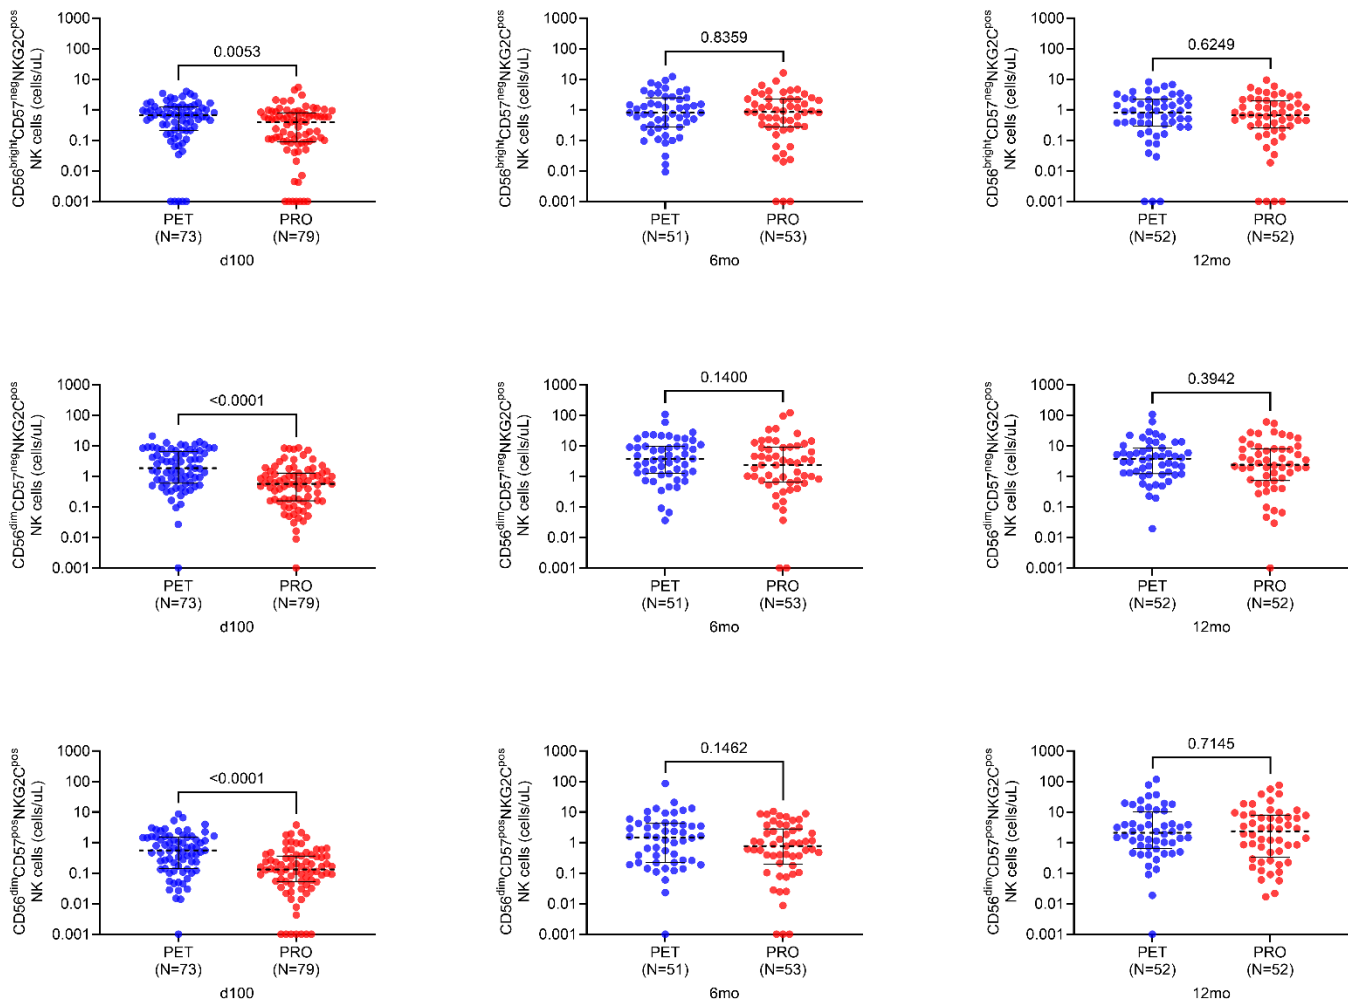 CD56brightCD57negNKG2Cpos
NK cells (cells/uL)
1000
100
10
1
0.1
0.01
0.001
0.0053
PET
(N=73)
PRO
(N=79)
d100
CD56brightCD57negNKG2Cpos
NK cells (cells/uL)
1000
100
10
1
0.1
0.01
0.001
0.8359
PET
(N=51)
PRO
(N=53)
6mo
CD56brightCD57negNKG2Cpos
NK cells (cells/uL)
1000
100
10
1
0.1
0.01
0.001
0.6249
PET
(N=52)
PRO
(N=52)
12mo
CD56dimCD57negNKG2Cpos
NK cells (cells/uL)
1000
100
10
1
0.1
0.01
0.001
<0.0001
PET
(N=73)
PRO
(N=79)
d100
CD56dimCD57negNKG2Cpos
NK cells (cells/uL)
1000
100
10
1
0.1
0.01
0.001
0.1400
PET
(N=51)
PRO
(N=53)
6mo
CD56dimCD57negNKG2Cpos
NK cells (cells/uL)
1000
100
10
1
0.1
0.01
0.001
0.3942
PET
(N=52)
PRO
(N=52)
12mo
CD56dimCD57posNKG2Cpos
NK cells (cells/uL)
1000
100
10
1
0.1
0.01
0.001
<0.0001
PET
(N=73)
PRO
(N=79)
d100
CD56dimCD57posNKG2Cpos
NK cells (cells/uL)
1000
100
10
1
0.1
0.01
0.001
0.1462
PET
(N=51)
PRO
(N=53)
6mo
CD56dimCD57posNKG2Cpos
NK cells (cells/uL)
1000
100
10
1
0.1
0.01
0.001
0.7145
PET
(N=52)
PRO
(N=52)
12mo